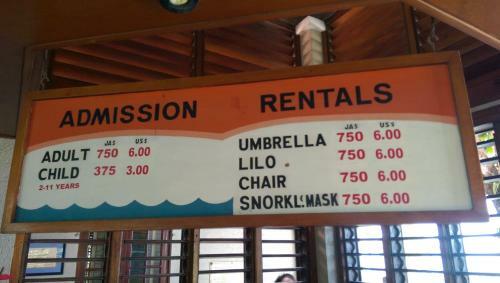 ADMISSION
JA$ US$
ADULT 750 6.00
CHILD 375 3.00
2-11 YEARS
RENTALS
JA$ US$
UMBRELLA 750 6.00
LILO 750 6.00
CHAIR 750 6.00
SNORKL&MASK 750 6.00